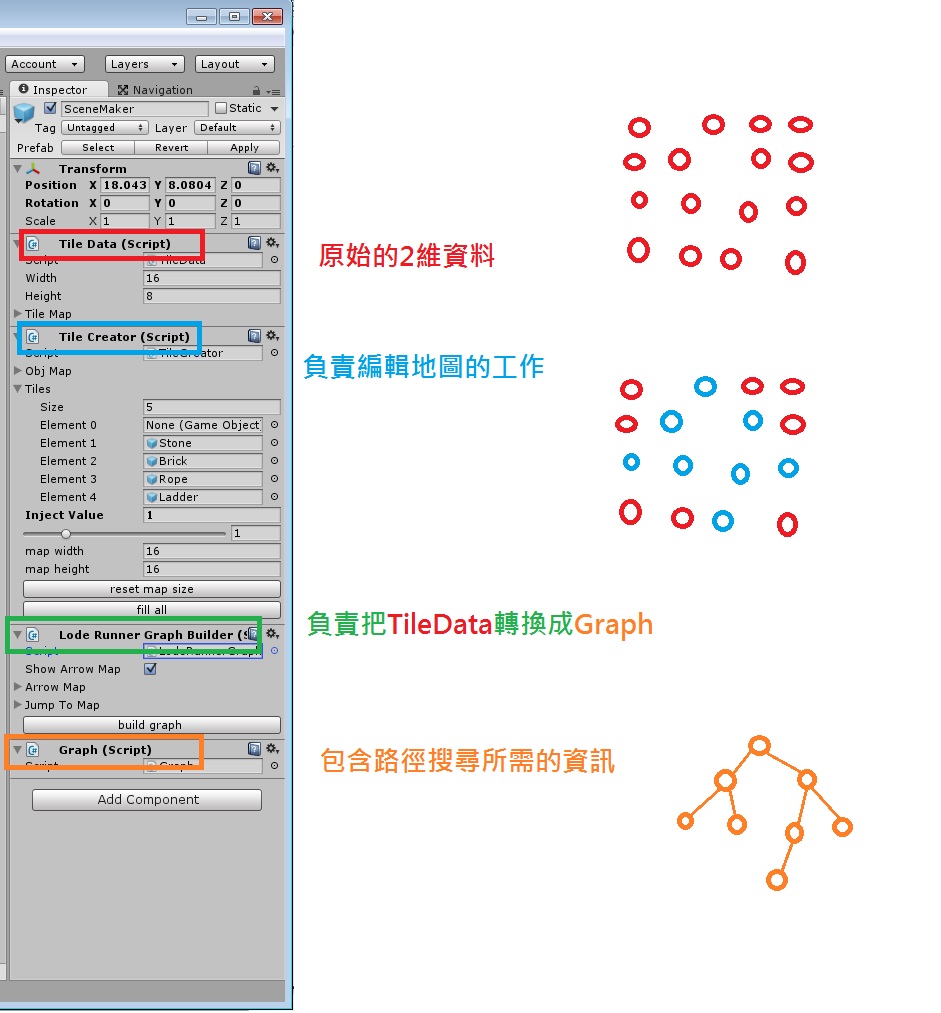 Account
Layers
Layout
Inspector
Navigation
SceneMaker
Static
Tag
Untagged
Layer
Default
Prefab
Select
Revert
Apply
Transform
Position X 18.043 Y 8.0804 Z 0
Rotation X 0 Y 0 Z 0
Scale X 1 Y 1 Z 1
Tile Data (Script)
原始的2維資料
Script TileData
Width 16
Height 8
Tile Map
Tile Creator (Script)
Script TileCreator
負責編輯地圖的工作
Obj Map
Tiles
Size 5
Element 0 None (Game Object)
Element 1 Stone
Element 2 Brick
Element 3 Rope
Element 4 Ladder
Inject Value 1
1
map width 16
map height 16
reset map size
fill all
Lode Runner Graph Builder (S
負責把TileData轉換成Graph
Script LodeRunnerGraph
Show Arrow Map
Arrow Map
Jump To Map
build graph
Graph (Script)
Script Graph
包含路徑搜尋所需的資訊
Add Component